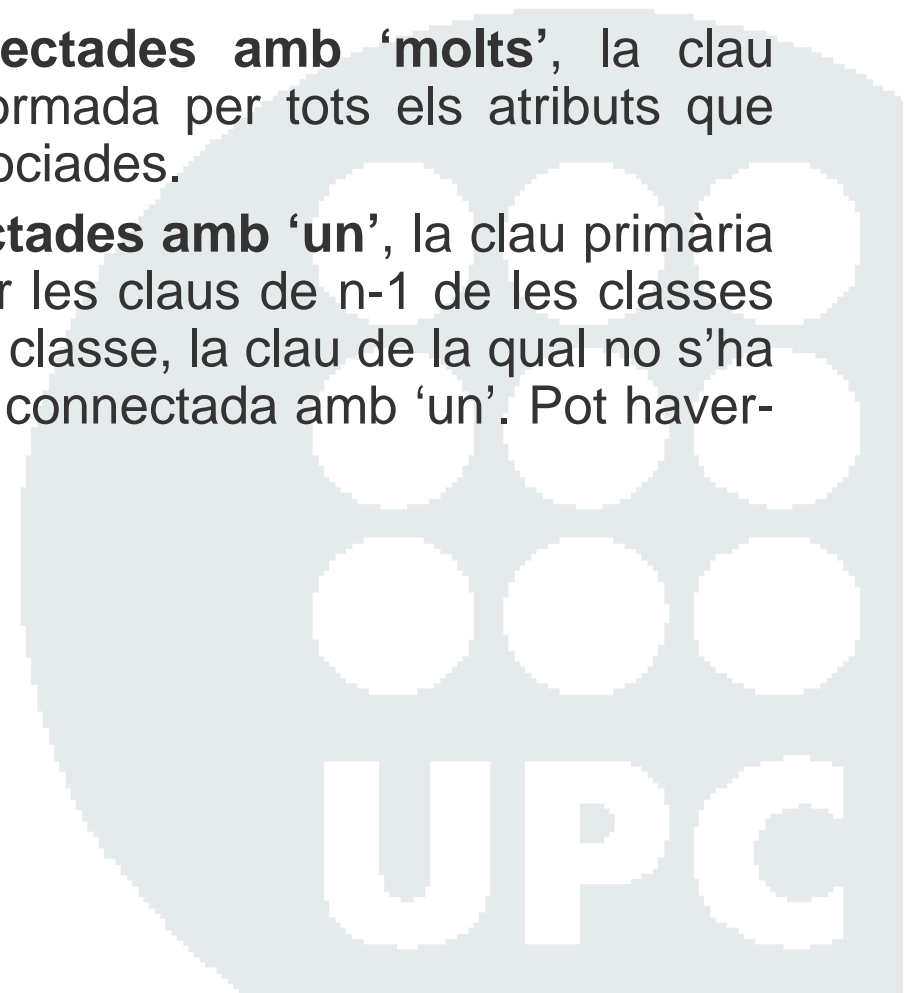 ectades amb ‘molts’, la clau
ormada per tots els atributs que
ociades.
ctades amb ‘un’, la clau primària
r les claus de n-1 de les classes
classe, la clau de la qual no s’ha
connectada amb ‘un’. Pot haver-
UPC